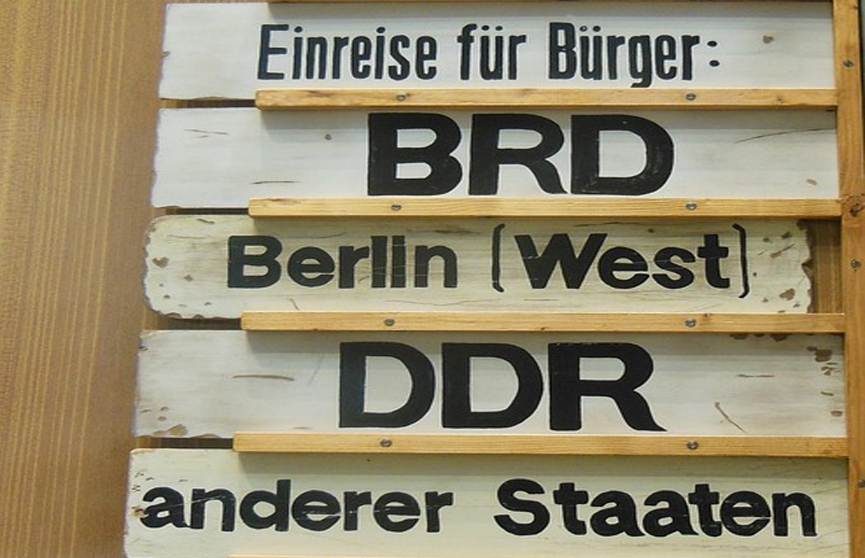 Einreise für Bürger:
BRD
Berlin (West)
DDR
anderer Staaten